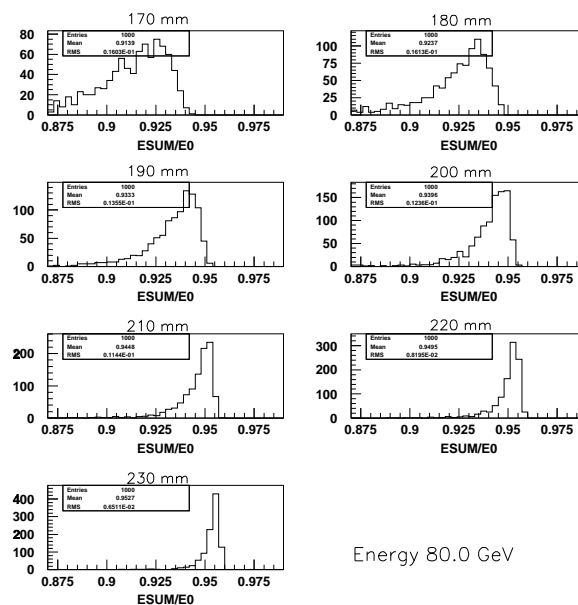 170 mm
Entries 1000
Mean 0.9139
RMS 0.1603E-01
80
60
40
20
0
0.875 0.9 0.925 0.95 0.975
ESUM/E0
180 mm
Entries 1000
Mean 0.9237
RMS 0.1613E-01
100
75
50
25
0
0.875 0.9 0.925 0.95 0.975
ESUM/E0
190 mm
Entries 1000
Mean 0.9333
RMS 0.1355E-01
100
50
0
0.875 0.9 0.925 0.95 0.975
ESUM/E0
200 mm
Entries 1000
Mean 0.9396
RMS 0.1236E-01
150
100
50
0
0.875 0.9 0.925 0.95 0.975
ESUM/E0
210 mm
Entries 1000
Mean 0.9448
RMS 0.1144E-01
200
100
0
0.875 0.9 0.925 0.95 0.975
ESUM/E0
220 mm
Entries 1000
Mean 0.9495
RMS 0.8195E-02
300
200
100
0
0.875 0.9 0.925 0.95 0.975
ESUM/E0
230 mm
Entries 1000
Mean 0.9527
RMS 0.6511E-02
400
300
200
100
0
0.875 0.9 0.925 0.95 0.975
ESUM/E0
Energy 80.0 GeV